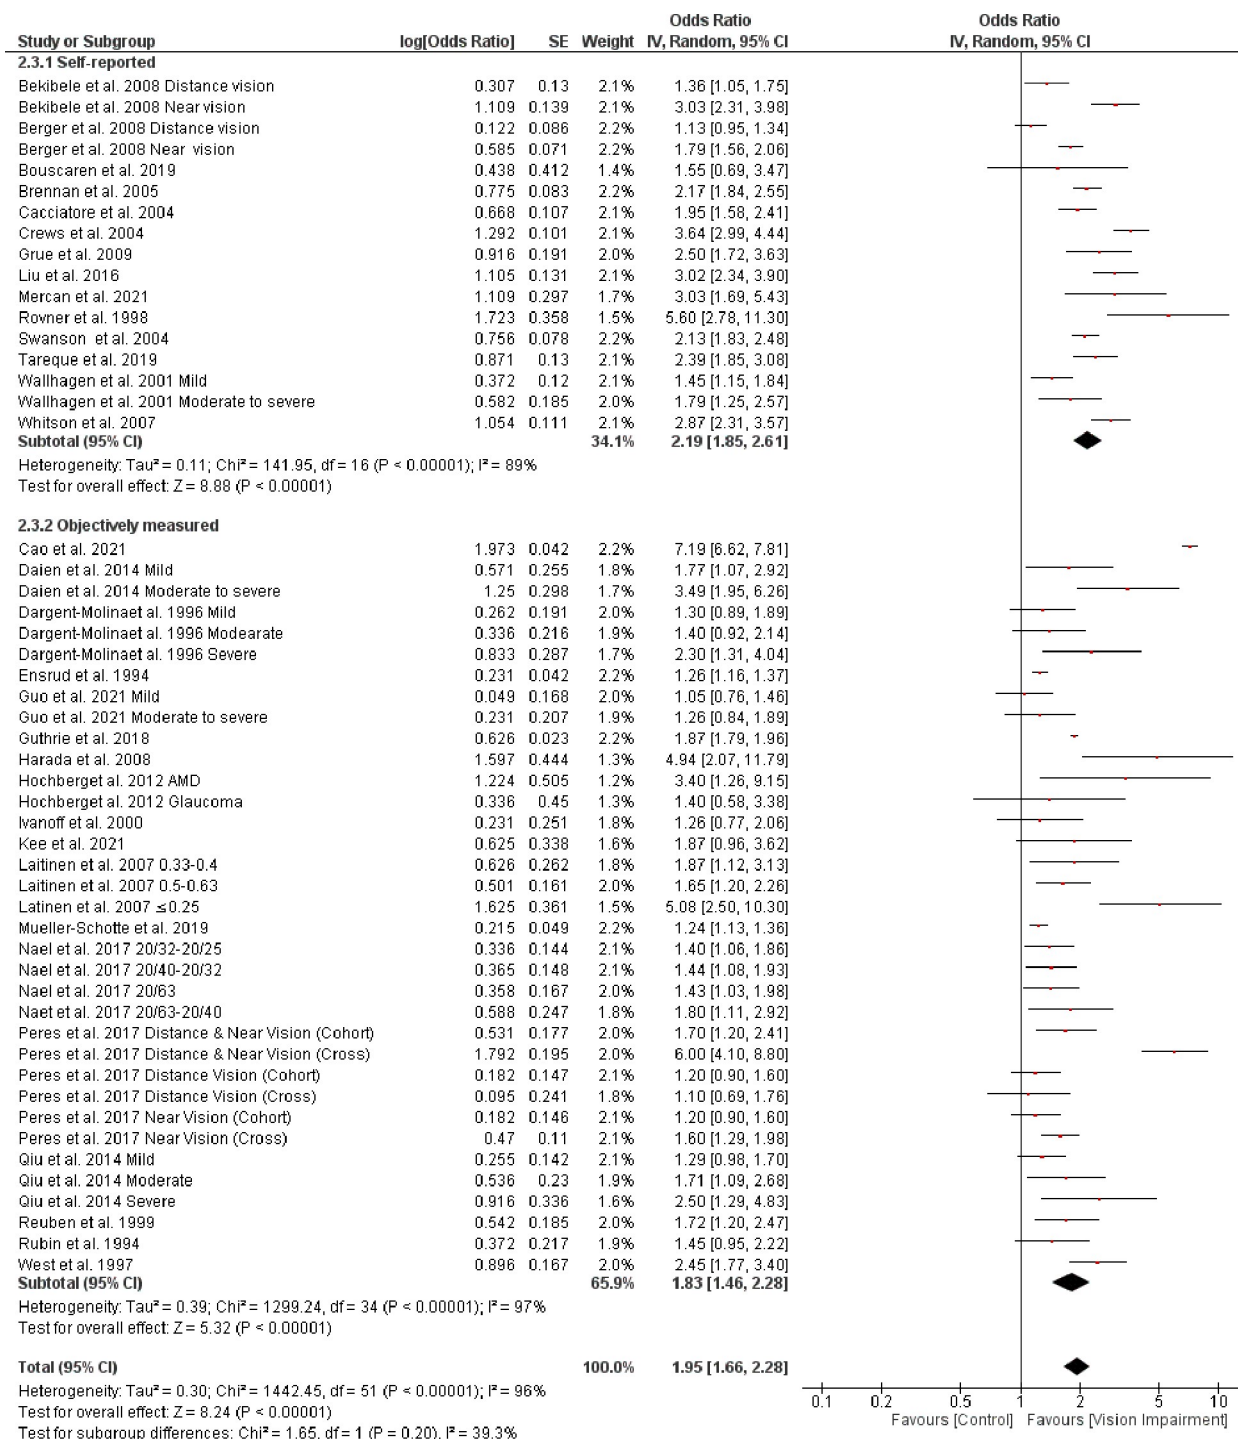 Odds Ratio Odds Ratio
Study or Subgroup log[Odds Ratio] SE Weight IV, Random, 95% CI IV, Random, 95% CI
2.3.1 Self-reported
Bekibele et al. 2008 Distance vision 0.307 0.13 2.1% 1.36 [1.05, 1.75]
Bekibele et al. 2008 Near vision 1.109 0.139 2.1% 3.03 [2.31, 3.98]
Berger et al. 2008 Distance vision 0.122 0.086 2.2% 1.13 [0.95, 1.34]
Berger et al. 2008 Near vision 0.585 0.071 2.2% 1.79 [1.56, 2.06]
Bouscaren et al. 2019 0.438 0.412 1.4% 1.55 [0.69, 3.47]
Brennan et al. 2005 0.775 0.083 2.2% 2.17 [1.84, 2.55]
Cacciatore et al. 2004 0.668 0.107 2.1% 1.95 [1.58, 2.41]
Crews et al. 2004 1.292 0.101 2.1% 3.64 [2.99, 4.44]
Grue et al. 2009 0.916 0.191 2.0% 2.50 [1.72, 3.63]
Liu et al. 2016 1.105 0.131 2.1% 3.02 [2.34, 3.90]
Mercan et al. 2021 1.109 0.297 1.7% 3.03 [1.69, 5.43]
Rovner et al. 1998 1.723 0.358 1.5% 5.60 [2.78, 11.30]
Swanson et al. 2004 0.756 0.078 2.2% 2.13 [1.83, 2.48]
Tareque et al. 2019 0.871 0.13 2.1% 2.39 [1.85, 3.08]
Wallhagen et al. 2001 Mild 0.372 0.12 2.1% 1.45 [1.15, 1.84]
Wallhagen et al. 2001 Moderate to severe 0.582 0.185 2.0% 1.79 [1.25, 2.57]
Whitson et al. 2007 1.054 0.111 2.1% 2.87 [2.31, 3.57]
Subtotal (95% CI) 34.1% 2.19 [1.85, 2.61]
Heterogeneity: Tau² = 0.11; Chi² = 141.95, df = 16 (P < 0.00001); I² = 89%
Test for overall effect: Z = 8.88 (P < 0.00001)
2.3.2 Objectively measured
Cao et al. 2021 1.973 0.042 2.2% 7.19 [6.62, 7.81]
Daien et al. 2014 Mild 0.571 0.255 1.8% 1.77 [1.07, 2.92]
Daien et al. 2014 Moderate to severe 1.25 0.298 1.7% 3.49 [1.95, 6.26]
Dargent-Molinaet al. 1996 Mild 0.262 0.191 2.0% 1.30 [0.89, 1.89]
Dargent-Molinaet al. 1996 Modearate 0.336 0.216 1.9% 1.40 [0.92, 2.14]
Dargent-Molinaet al. 1996 Severe 0.833 0.287 1.7% 2.30 [1.31, 4.04]
Ensrud et al. 1994 0.231 0.042 2.2% 1.26 [1.16, 1.37]
Guo et al. 2021 Mild 0.049 0.168 2.0% 1.05 [0.76, 1.46]
Guo et al. 2021 Moderate to severe 0.231 0.207 1.9% 1.26 [0.84, 1.89]
Guthrie et al. 2018 0.626 0.023 2.2% 1.87 [1.79, 1.96]
Harada et al. 2008 1.597 0.444 1.3% 4.94 [2.07, 11.79]
Hochberget al. 2012 AMD 1.224 0.505 1.2% 3.40 [1.26, 9.15]
Hochberget al. 2012 Glaucoma 0.336 0.45 1.3% 1.40 [0.58, 3.38]
Ivanoff et al. 2000 0.231 0.251 1.8% 1.26 [0.77, 2.06]
Kee et al. 2021 0.625 0.338 1.6% 1.87 [0.96, 3.62]
Laitinen et al. 2007 0.33-0.4 0.626 0.262 1.8% 1.87 [1.12, 3.13]
Laitinen et al. 2007 0.5-0.63 0.501 0.161 2.0% 1.65 [1.20, 2.26]
Latinen et al. 2007 ≤0.25 1.625 0.361 1.5% 5.08 [2.50, 10.30]
Mueller-Schotte et al. 2019 0.215 0.049 2.2% 1.24 [1.13, 1.36]
Nael et al. 2017 20/32-20/25 0.336 0.144 2.1% 1.40 [1.06, 1.86]
Nael et al. 2017 20/40-20/32 0.365 0.148 2.1% 1.44 [1.08, 1.93]
Nael et al. 2017 20/63 0.358 0.167 2.0% 1.43 [1.03, 1.98]
Naet et al. 2017 20/63-20/40 0.588 0.247 1.8% 1.80 [1.11, 2.92]
Peres et al. 2017 Distance & Near Vision (Cohort) 0.531 0.177 2.0% 1.70 [1.20, 2.41]
Peres et al. 2017 Distance & Near Vision (Cross) 1.792 0.195 2.0% 6.00 [4.10, 8.80]
Peres et al. 2017 Distance Vision (Cohort) 0.182 0.147 2.1% 1.20 [0.90, 1.60]
Peres et al. 2017 Distance Vision (Cross) 0.095 0.241 1.8% 1.10 [0.69, 1.76]
Peres et al. 2017 Near Vision (Cohort) 0.182 0.146 2.1% 1.20 [0.90, 1.60]
Peres et al. 2017 Near Vision (Cross) 0.47 0.11 2.1% 1.60 [1.29, 1.98]
Qiu et al. 2014 Mild 0.255 0.142 2.1% 1.29 [0.98, 1.70]
Qiu et al. 2014 Moderate 0.536 0.23 1.9% 1.71 [1.09, 2.68]
Qiu et al. 2014 Severe 0.916 0.336 1.6% 2.50 [1.29, 4.83]
Reuben et al. 1999 0.542 0.185 2.0% 1.72 [1.20, 2.47]
Rubin et al. 1994 0.372 0.217 1.9% 1.45 [0.95, 2.22]
West et al. 1997 0.896 0.167 2.0% 2.45 [1.77, 3.40]
Subtotal (95% CI) 65.9% 1.83 [1.46, 2.28]
Heterogeneity: Tau² = 0.39; Chi² = 1299.24, df = 34 (P < 0.00001); I² = 97%
Test for overall effect: Z = 5.32 (P < 0.00001)
Total (95% CI) 100.0% 1.95 [1.66, 2.28]
Heterogeneity: Tau² = 0.30; Chi² = 1442.45, df = 51 (P < 0.00001); I² = 96%
Test for overall effect: Z = 8.24 (P < 0.00001)
Test for subgroup differences: Chi² = 1.65, df = 1 (P = 0.20), I² = 39.3%
0.1 0.2 0.5 1 2 5 10
Favours [Control] Favours [Vision Impairment]